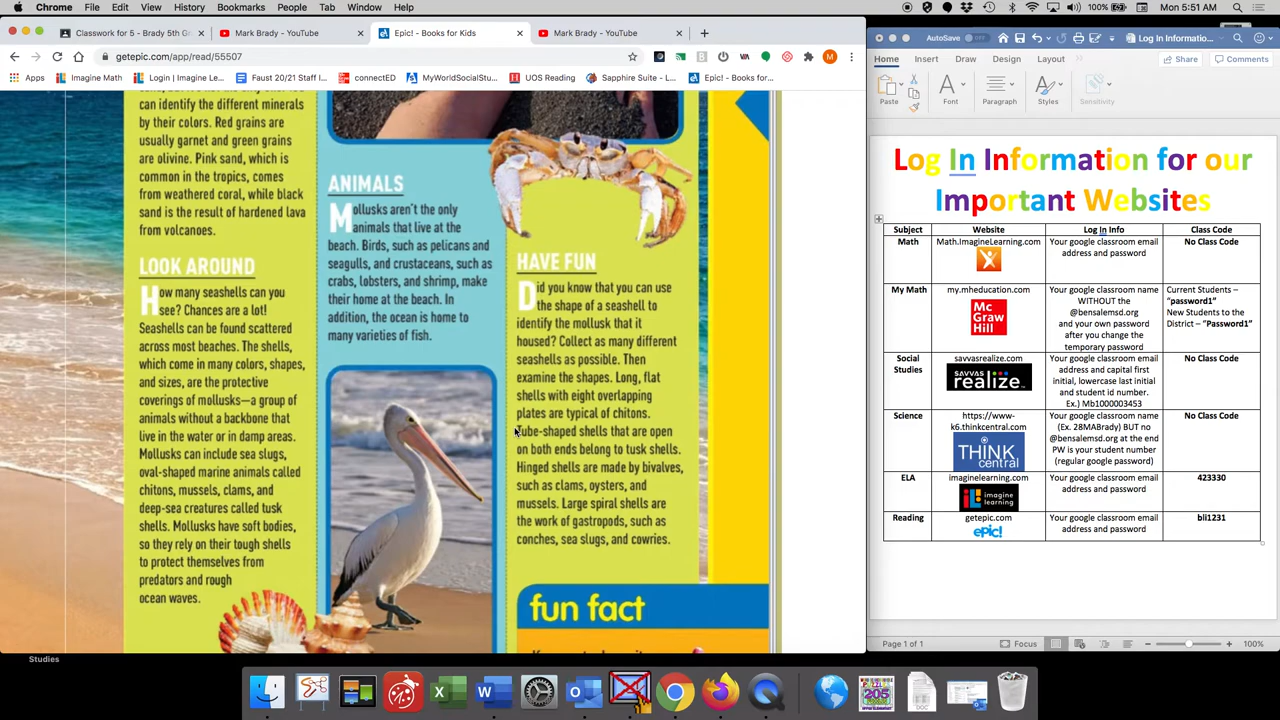 Chrome File Edit View History Bookmarks People Tab Window Help
100% Mon 5:51 AM
Classwork for 5 - Brady 5th Gr
Mark Brady - YouTube
Epic! - Books for Kids
Mark Brady - YouTube
getepic.com/app/read/55507
Apps Imagine Math Login | Imagine Le... Faust 20/21 Staff I... connectED MyWorldSocialStu... UOS Reading Sapphire Suite - L... Epic! - Books for...
can identify the different minerals
by their colors. Red grains are
usually garnet and green grains
are olivine. Pink sand, which is
common in the tropics, comes
from weathered coral, while black
sand is the result of hardened lava
from volcanoes.
LOOK AROUND
How many seashells can you
see? Chances are a lot!
Seashells can be found scattered
across most beaches. The shells,
which come in many colors, shapes,
and sizes, are the protective
coverings of mollusks—a group of
animals without a backbone that
live in the water or in damp areas.
Mollusks can include sea slugs,
oval-shaped marine animals called
chitons, mussels, clams, and
deep-sea creatures called tusk
shells. Mollusks have soft bodies,
so they rely on their tough shells
to protect themselves from
predators and rough
ocean waves.
ANIMALS
Mollusks aren't the only
animals that live at the
beach. Birds, such as pelicans and
seagulls, and crustaceans, such as
crabs, lobsters, and shrimp, make
their home at the beach. In
addition, the ocean is home to
many varieties of fish.
HAVE FUN
Did you know that you can use
the shape of a seashell to
identify the mollusk that it
housed? Collect as many different
seashells as possible. Then
examine the shapes. Long, flat
shells with eight overlapping
plates are typical of chitons.
Tube-shaped shells that are open
on both ends belong to tusk shells.
Hinged shells are made by bivalves,
such as clams, oysters, and
mussels. Large spiral shells are
the work of gastropods, such as
conches, sea slugs, and cowries.
fun fact
Studies
AutoSave OFF Log In Informatio...
Home Insert Draw Design Layout Share Comments
Paste Font Paragraph Styles Sensitivity
Log In Information for our
Important Websites
Subject Website Log In Info Class Code
Math Math.ImagineLearning.com Your google classroom email No Class Code
address and password
My Math my.mheducation.com Your google classroom name Current Students –
WITHOUT the "password1"
Mc Graw Hill @bensalemsd.org New Students to the
and your own password District – "Password1"
after you change the
temporary password
Social savvasrealize.com Your google classroom email No Class Code
Studies SAVVAS realize address and capital first
initial, lowercase last initial
and student id number.
Ex.) Mb1000003453
Science https://www- Your google classroom name No Class Code
k6.thinkcentral.com (Ex. 28MABrady) BUT no
THINK central @bensalemsd.org at the end
PW is your student number
(regular google password)
ELA imaginelearning.com Your google classroom email 423330
imagine learning address and password
Reading getepic.com Your google classroom email bli1231
epic! address and password
Page 1 of 1 Focus 100%
205